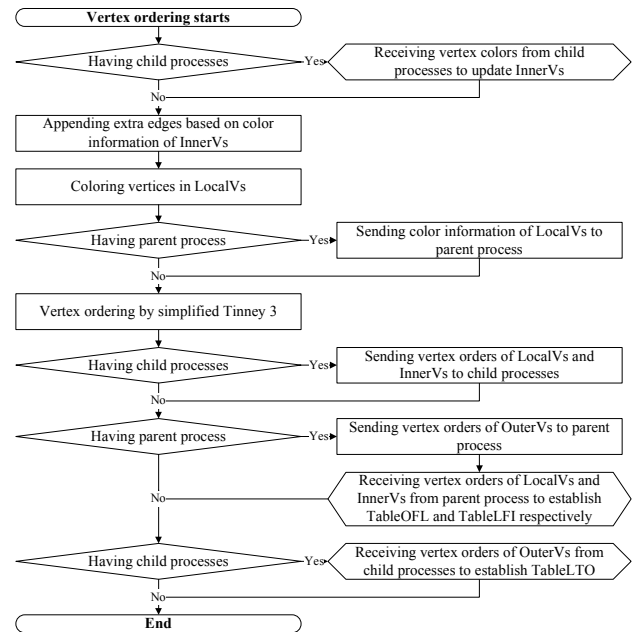 Vertex ordering starts
Having child processes
Yes
Receiving vertex colors from child
processes to update InnerVs
No
Appending extra edges based on color
information of InnerVs
Coloring vertices in LocalVs
Having parent process
Yes
Sending color information of LocalVs to
parent process
No
Vertex ordering by simplified Tinney 3
Having child processes
Yes
Sending vertex orders of LocalVs and
InnerVs to child processes
No
Having parent process
Yes
Sending vertex orders of OuterVs to parent
process
No
Receiving vertex orders of LocalVs and
InnerVs from parent process to establish
TableOFL and TableLFI respectively
Having child processes
Yes
Receiving vertex orders of OuterVs from
child processes to establish TableLTO
No
End